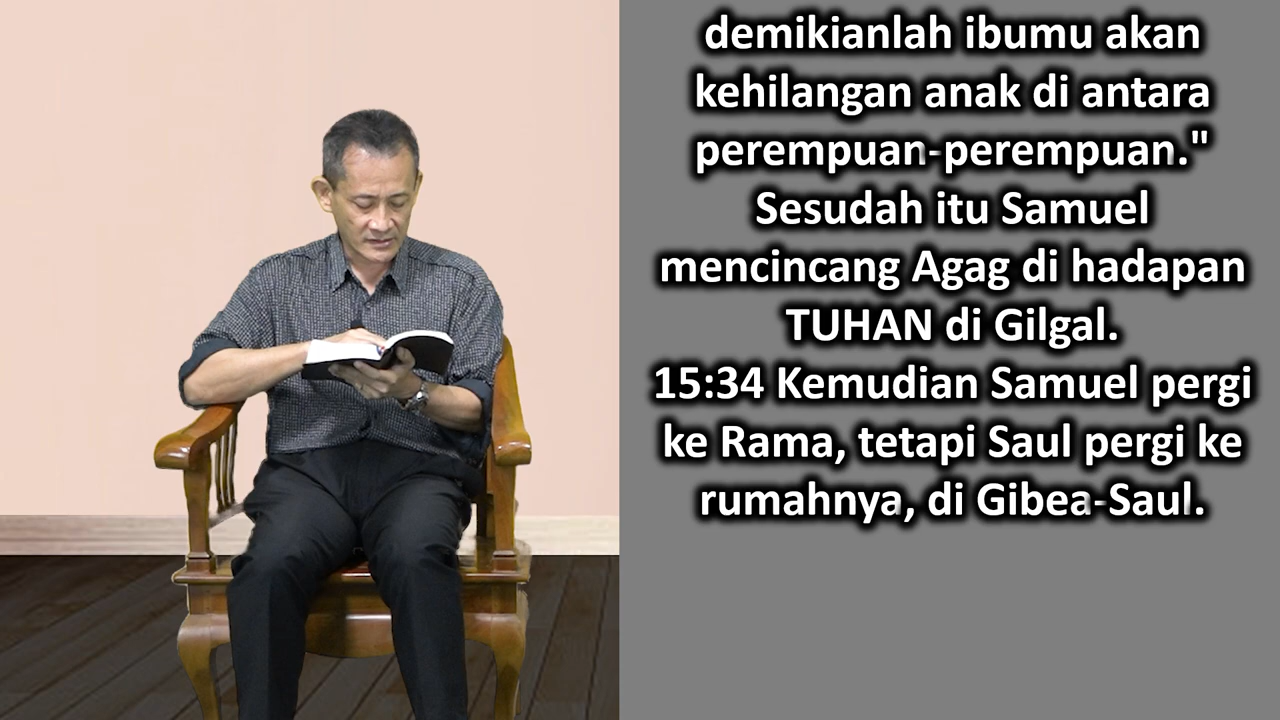 demikianlah ibumu akan
kehilangan anak di antara
perempuan-perempuan."
Sesudah itu Samuel
mencincang Agag di hadapan
TUHAN di Gilgal.
15:34 Kemudian Samuel pergi
ke Rama, tetapi Saul pergi ke
rumahnya, di Gibea-Saul.